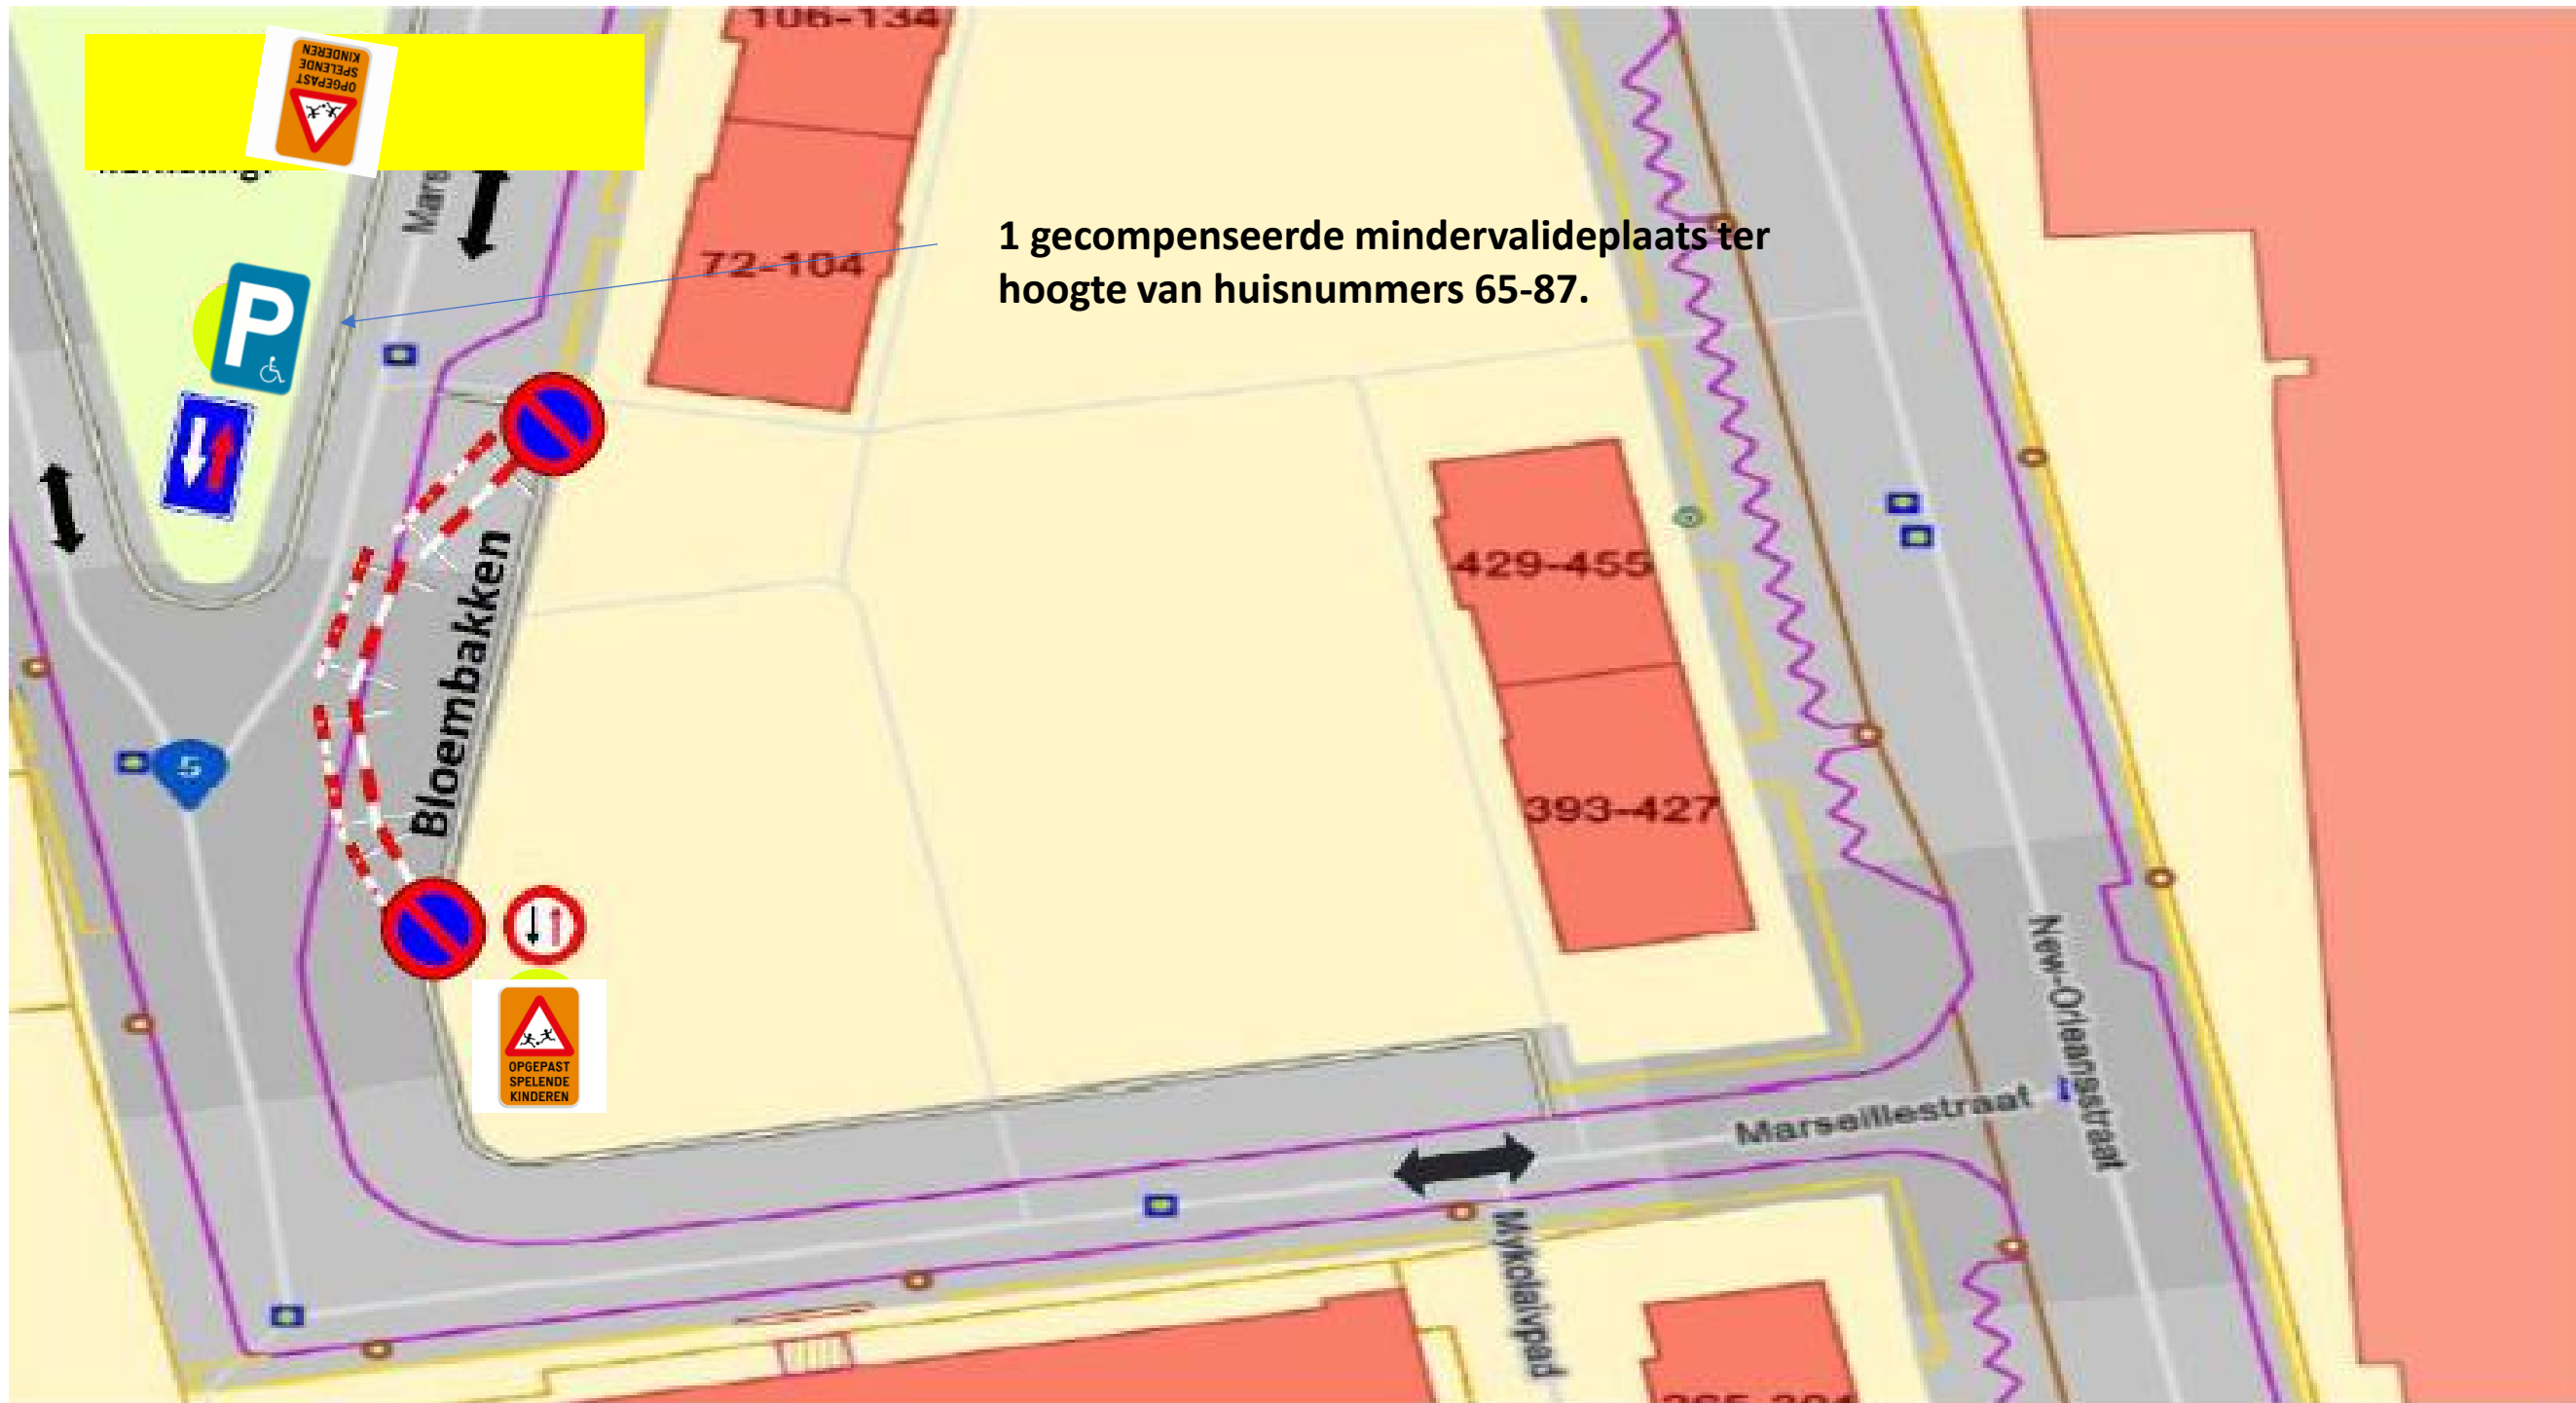 106-134
OPGEPAST
SPELENDE
KINDEREN
Mars
1 gecompenseerde mindervalideplaats ter
hoogte van huisnummers 65-87.
72-104
P
Bloembakken
429-455
5
393-427
OPGEPAST
SPELENDE
KINDEREN
New-Orleansstraat
Marseillestraat
Mykolaivpad